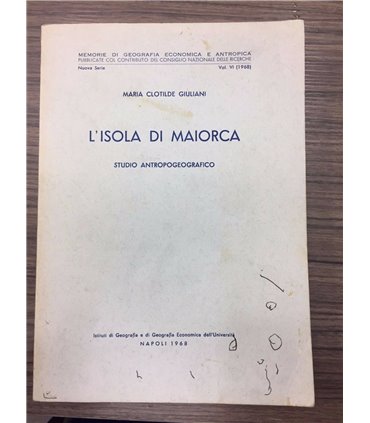 MEMORIE DI GEOGRAFIA ECONOMICA E ANTROPICA
PUBBLICATE COL CONTRIBUTO DEL CONSIGLIO NAZIONALE DELLE RICERCHE
Nuova Serie Vol. VI (1968)
MARIA CLOTILDE GIULIANI
L'ISOLA DI MAIORCA
STUDIO ANTROPOGEOGRAFICO
Istituti di Geografia e di Geografia Economica dell'Università
NAPOLI 1968